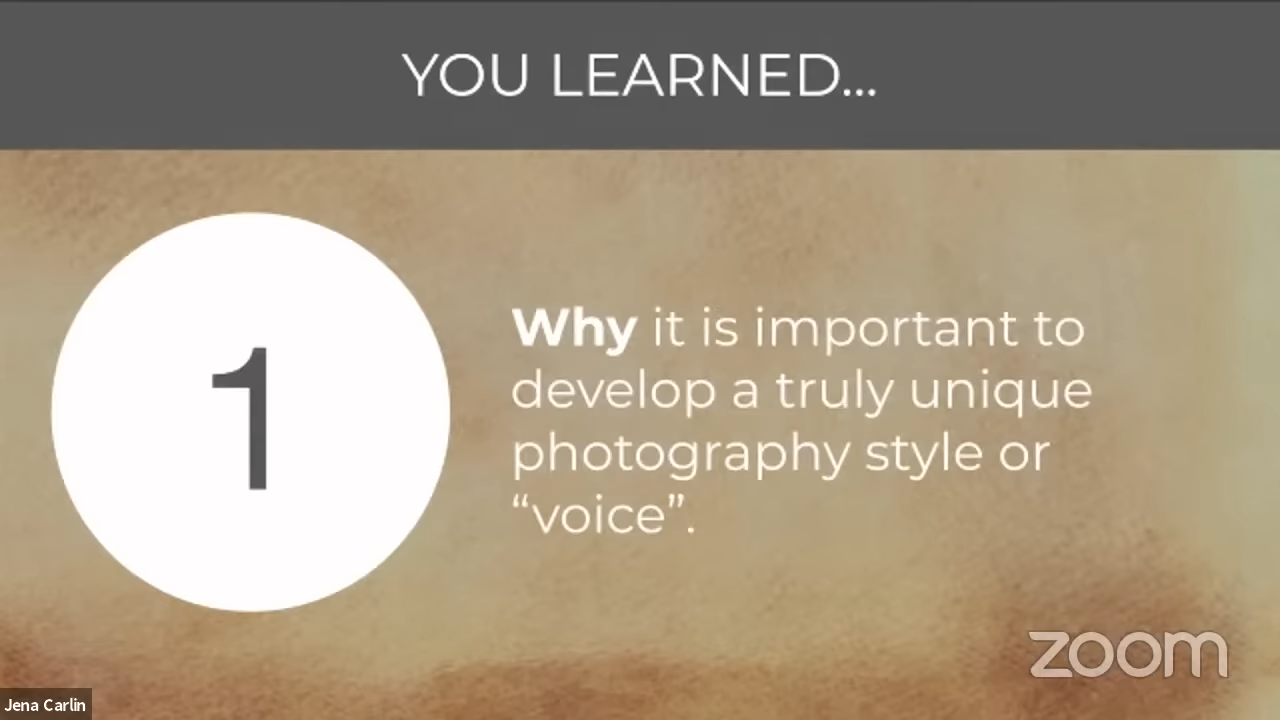 YOU LEARNED...
1
Why it is important to
develop a truly unique
photography style or
“voice”.
zoom
Jena Carlin